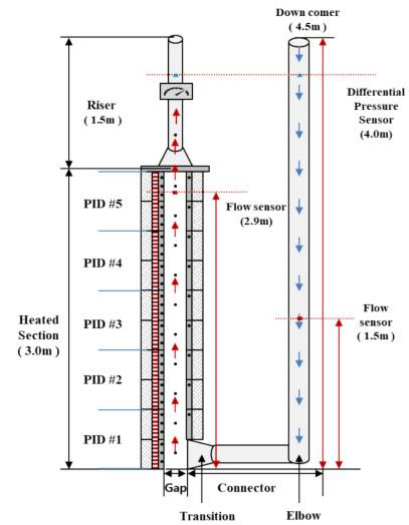 Down comer
( 4.5m )
Riser
( 1.5m )
Differential
Pressure
Sensor
(4.0m)
PID #5
Flow sensor
(2.9m)
PID #4
Heated
Section
( 3.0m )
PID #3
Flow
sensor
( 1.5m )
PID #2
PID #1
Gap
Connector
Transition
Elbow